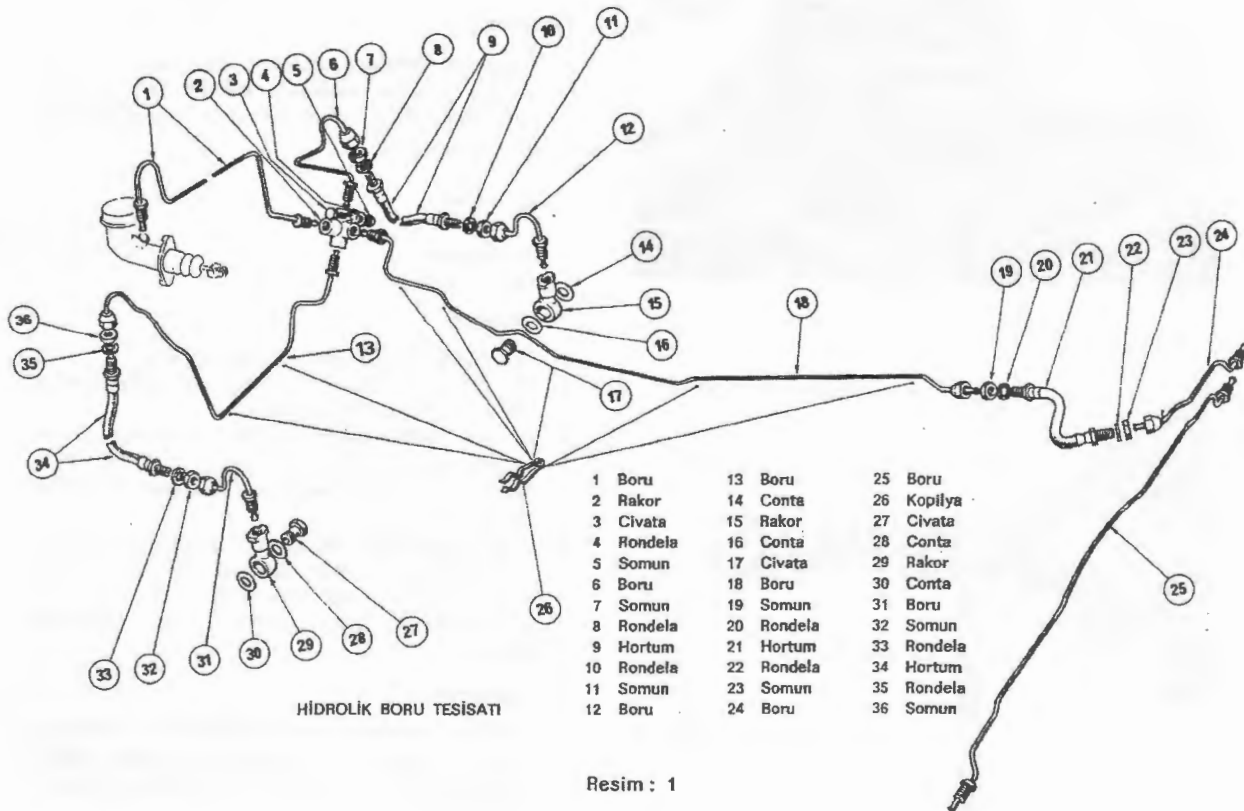 1
2
3
4
5
6
7
8
9
10
11
12
13
14
15
16
17
18
19
20
21
22
23
24
25
26
27
28
29
30
31
32
33
34
35
36
1 Boru
2 Rakor
3 Civata
4 Rondela
5 Somun
6 Boru
7 Somun
8 Rondela
9 Hortum
10 Rondela
11 Somun
12 Boru
13 Boru
14 Conta
15 Rakor
16 Conta
17 Civata
18 Boru
19 Somun
20 Rondela
21 Hortum
22 Rondela
23 Somun
24 Boru
25 Boru
26 Kopilya
27 Civata
28 Conta
29 Rakor
30 Conta
31 Boru
32 Somun
33 Rondela
34 Hortum
35 Rondela
36 Somun
HİDROLİK BORU TESİSATI
Resim : 1